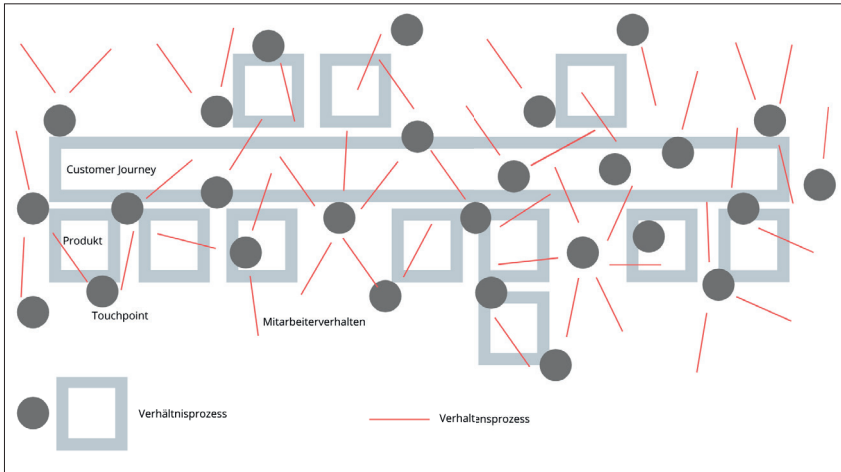 Customer Journey
Produkt
Touchpoint
Mitarbeiterverhalten
Verhältnisprozess
Verhaltensprozess